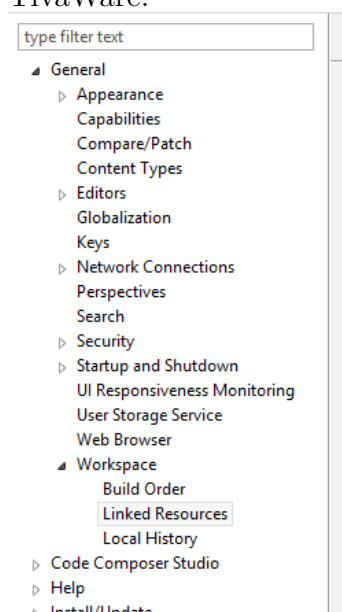 TivaWare.
type filter text
General
Appearance
Capabilities
Compare/Patch
Content Types
Editors
Globalization
Keys
Network Connections
Perspectives
Search
Security
Startup and Shutdown
UI Responsiveness Monitoring
User Storage Service
Web Browser
Workspace
Build Order
Linked Resources
Local History
Code Composer Studio
Help
Install/Update